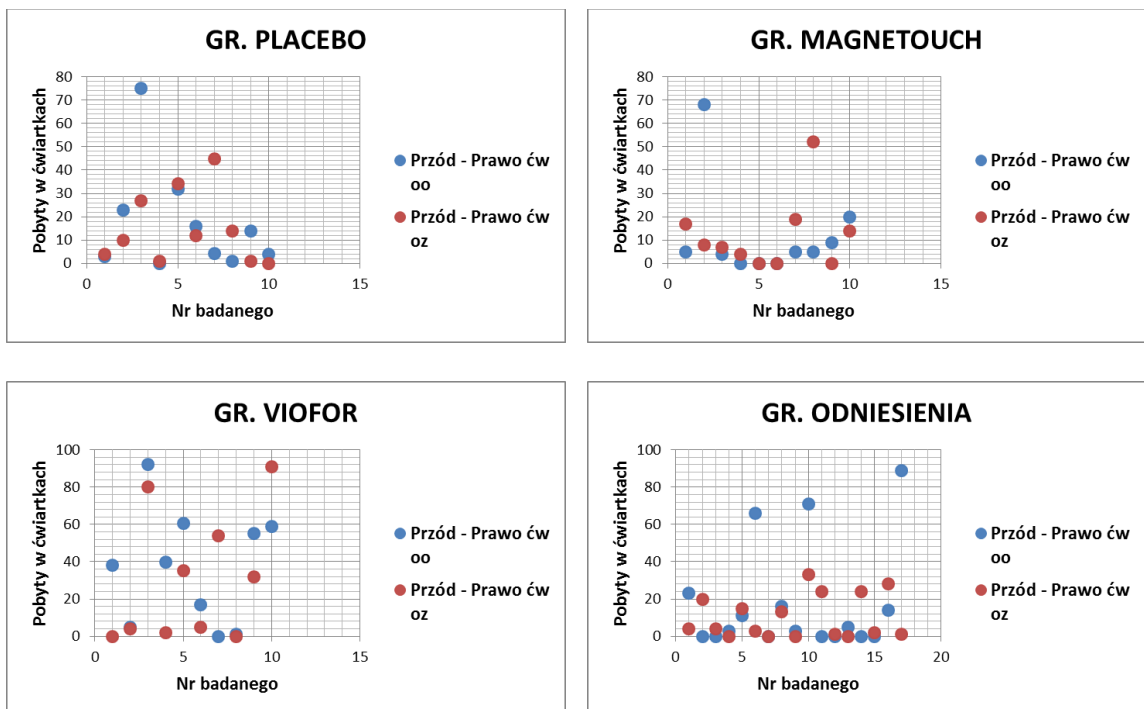 GR. PLACEBO
Pobyty w ćwiartkach
80
70
60
50
40
30
20
10
0
0 5 10 15
Nr badanego
Przód - Prawo ćw
oo
Przód - Prawo ćw
oz
GR. MAGNETOUCH
Pobyty w ćwiartkach
80
70
60
50
40
30
20
10
0
0 5 10 15
Nr badanego
Przód - Prawo ćw
oo
Przód - Prawo ćw
oz
GR. VIOFOR
Pobyty w ćwiartkach
100
80
60
40
20
0
0 5 10 15
Nr badanego
Przód - Prawo ćw
oo
Przód - Prawo ćw
oz
GR. ODNIESIENIA
Pobyty w ćwiartkach
100
80
60
40
20
0
0 5 10 15 20
Nr badanego
Przód - Prawo ćw
oo
Przód - Prawo ćw
oz